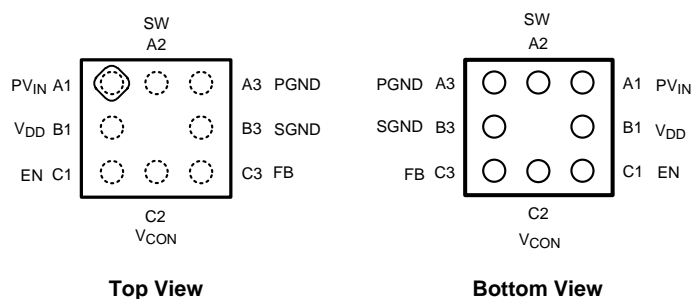 SW
A2
PVIN A1
A3 PGND
VDD B1
B3 SGND
EN C1
C3 FB
C2
VCON
Top View
SW
A2
PGND A3
A1 PVIN
SGND B3
B1 VDD
FB C3
C1 EN
C2
VCON
Bottom View